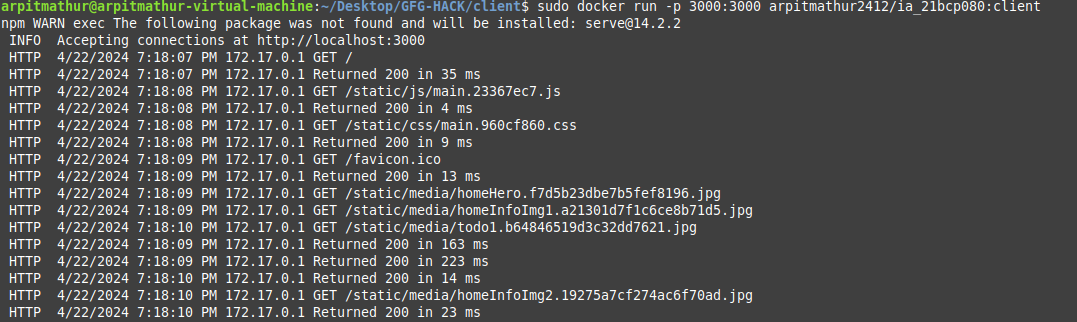 arpitmathur@arpitmathur-virtual-machine:~/Desktop/GFG-HACK/client$ sudo docker run -p 3000:3000 arpitmathur2412/ia_21bcp080:client
npm WARN exec The following package was not found and will be installed: serve@14.2.2
INFO  Accepting connections at http://localhost:3000
HTTP  4/22/2024 7:18:07 PM 172.17.0.1 GET /
HTTP  4/22/2024 7:18:07 PM 172.17.0.1 Returned 200 in 35 ms
HTTP  4/22/2024 7:18:08 PM 172.17.0.1 GET /static/js/main.23367ec7.js
HTTP  4/22/2024 7:18:08 PM 172.17.0.1 Returned 200 in 4 ms
HTTP  4/22/2024 7:18:08 PM 172.17.0.1 GET /static/css/main.960cf860.css
HTTP  4/22/2024 7:18:08 PM 172.17.0.1 Returned 200 in 9 ms
HTTP  4/22/2024 7:18:09 PM 172.17.0.1 GET /favicon.ico
HTTP  4/22/2024 7:18:09 PM 172.17.0.1 Returned 200 in 13 ms
HTTP  4/22/2024 7:18:09 PM 172.17.0.1 GET /static/media/homeHero.f7d5b23dbe7b5fef8196.jpg
HTTP  4/22/2024 7:18:09 PM 172.17.0.1 GET /static/media/homeInfoImg1.a21301d7f1c6ce8b71d5.jpg
HTTP  4/22/2024 7:18:10 PM 172.17.0.1 GET /static/media/todo1.b64846519d3c32dd7621.jpg
HTTP  4/22/2024 7:18:09 PM 172.17.0.1 Returned 200 in 163 ms
HTTP  4/22/2024 7:18:09 PM 172.17.0.1 Returned 200 in 223 ms
HTTP  4/22/2024 7:18:10 PM 172.17.0.1 Returned 200 in 14 ms
HTTP  4/22/2024 7:18:10 PM 172.17.0.1 GET /static/media/homeInfoImg2.19275a7cf274ac6f70ad.jpg
HTTP  4/22/2024 7:18:10 PM 172.17.0.1 Returned 200 in 23 ms